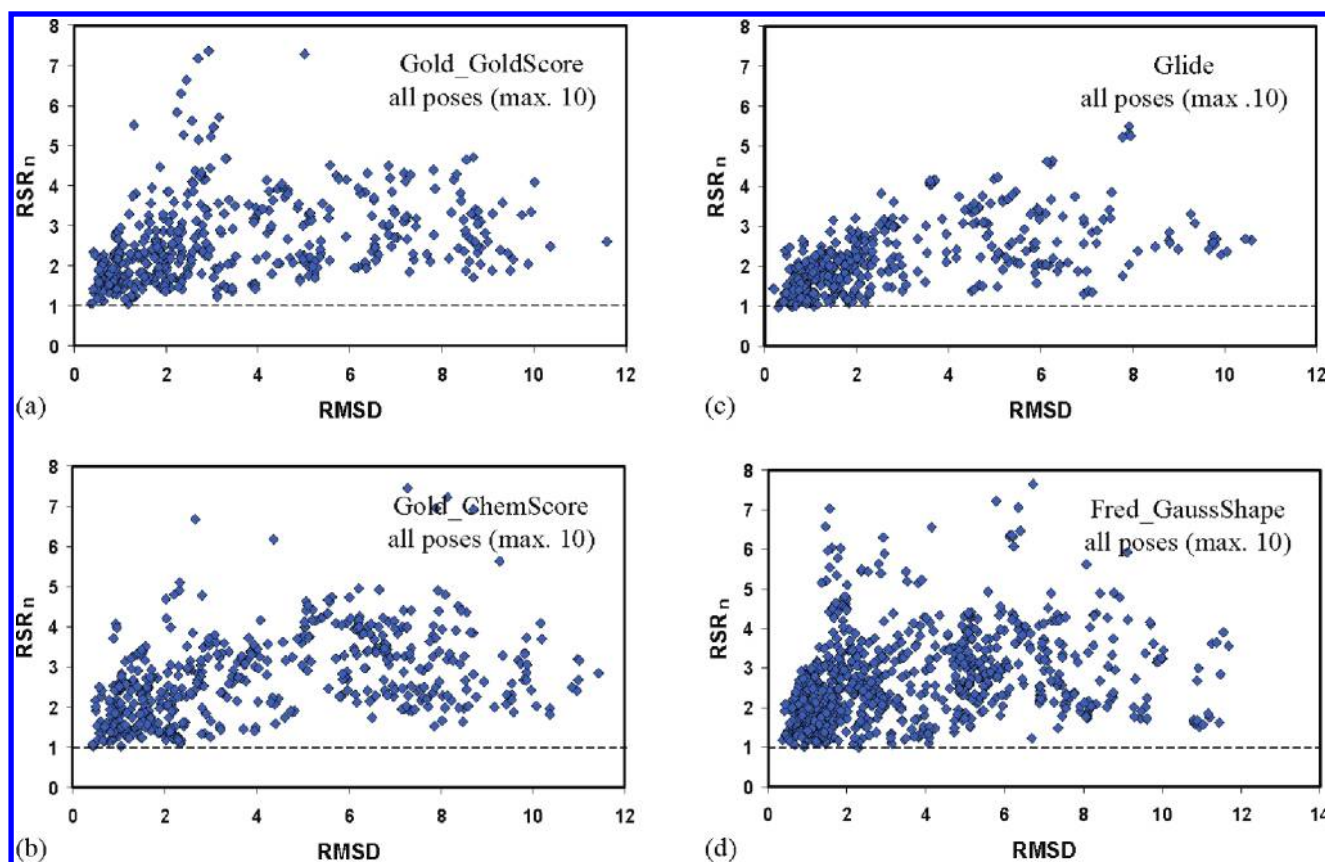 8
7
6
5
4
3
2
1
0
RSRn
Gold_GoldScore
all poses (max. 10)
0 2 4 6 8 10 12
(a)
RMSD
8
7
6
5
4
3
2
1
0
RSRn
Glide
all poses (max .10)
0 2 4 6 8 10 12
(c)
RMSD
8
7
6
5
4
3
2
1
0
RSRn
Gold_ChemScore
all poses (max. 10)
0 2 4 6 8 10 12
(b)
RMSD
8
7
6
5
4
3
2
1
0
RSRn
Fred_GaussShape
all poses (max. 10)
0 2 4 6 8 10 12 14
(d)
RMSD